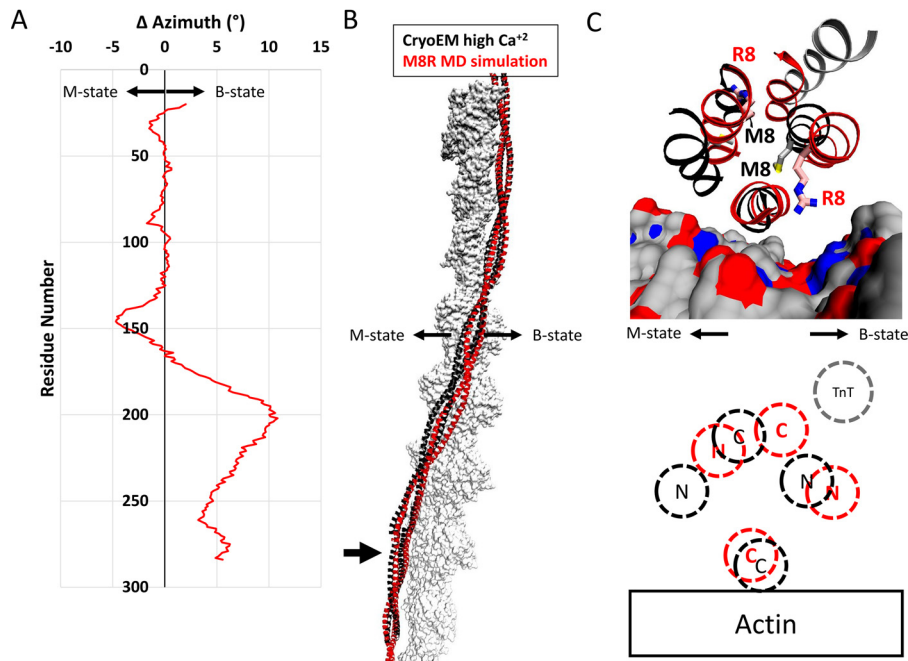 A
Δ Azimuth (°)
-10 -5 0 5 10 15
0
M-state B-state
50
100
150
200
250
300
Residue Number
B
CryoEM high Ca⁺²
M8R MD simulation
M-state B-state
C
R8
M8
M8
R8
M-state B-state
TnT
N C C
N N N
C C
Actin